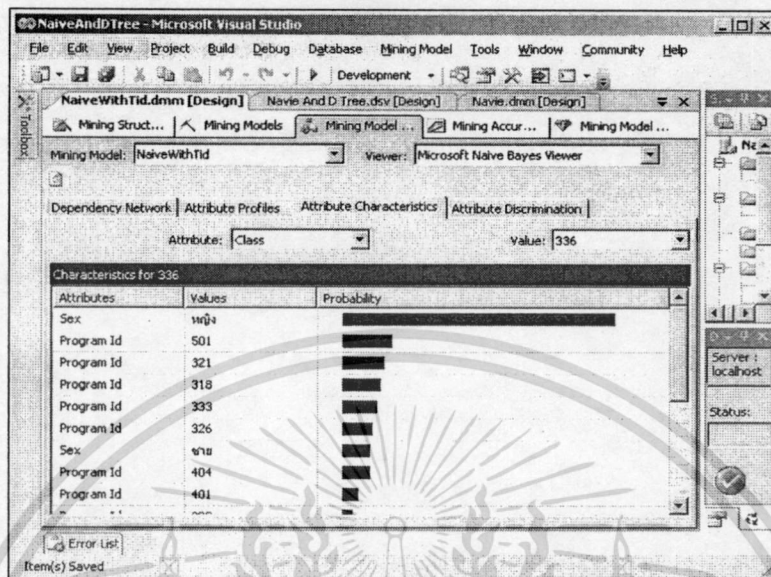 NaiveAndDTree - Microsoft Visual Studio
File Edit View Project Build Debug Database Mining Model Tools Window Community Help
Development
NaiveWithTid.dmm [Design] Navie And D Tree.dsv [Design] Navie.dmm [Design]
Toolbox
Mining Struct... Mining Models Mining Model ... Mining Accur... Mining Model ...
Mining Model: NaiveWithTid Viewer: Microsoft Naive Bayes Viewer
Dependency Network Attribute Profiles Attribute Characteristics Attribute Discrimination
Attribute: Class Value: 336
Characteristics for 336
Attributes Values Probability
Sex หญิง
Program Id 501
Program Id 321
Program Id 318
Program Id 333
Program Id 326
Sex ชาย
Program Id 404
Program Id 401
Server :
localhost
Status:
Error List
Item(s) Saved